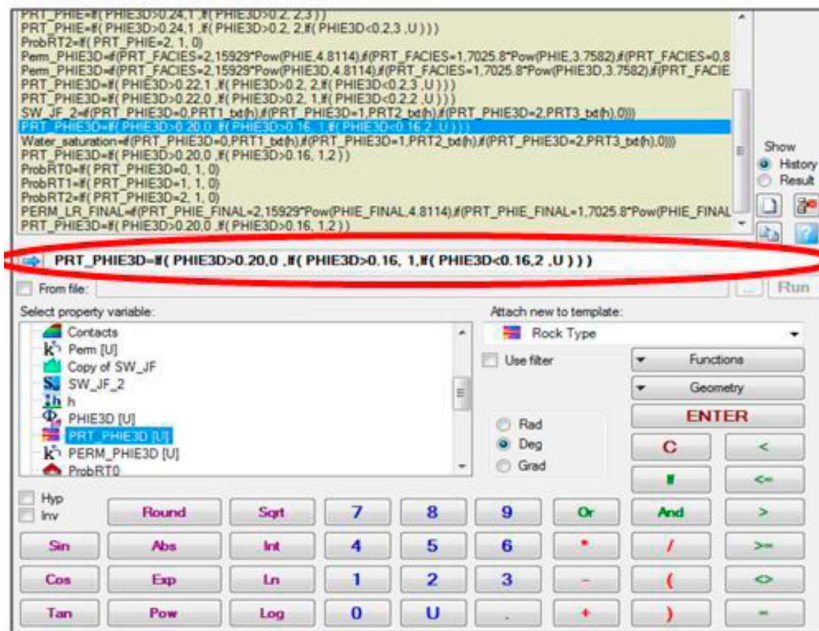 PRT_PHIE=If( PHIE3D>0.24,1 ,If( PHIE3D>0.2, 2,3 ) )
PRT_PHIE3D=If( PHIE3D>0.24,1 ,If( PHIE3D>0.2, 2,If( PHIE3D<0.2,3 ,U ) ) )
ProbRT2=If( PRT_PHIE=2, 1, 0)
Perm_PHIE3D=If(PRT_FACIES=2,15929*Pow(PHIE,4.8114),If(PRT_FACIES=1,7025.8*Pow(PHIE,3.7582),If(PRT_FACIES=0,8
Perm_PHIE3D=If(PRT_FACIES=2,15929*Pow(PHIE3D,4.8114),If(PRT_FACIES=1,7025.8*Pow(PHIE3D,3.7582),If(PRT_FACIE
PRT_PHIE3D=If( PHIE3D>0.22,1 ,If( PHIE3D>0.2, 2,If( PHIE3D<0.2,3 ,U ) ) )
PRT_PHIE3D=If( PHIE3D>0.22,0 ,If( PHIE3D>0.2, 1,If( PHIE3D<0.2,2 ,U ) ) )
SW_JF_2=If(PRT_PHIE3D=0,PRT1_txt(h),If(PRT_PHIE3D=1,PRT2_txt(h),If(PRT_PHIE3D=2,PRT3_txt(h),0)))
PRT_PHIE3D=If( PHIE3D>0.20,0 ,If( PHIE3D>0.16, 1,If( PHIE3D<0.16,2 ,U ) ) )
Water_saturation=If(PRT_PHIE3D=0,PRT1_txt(h),If(PRT_PHIE3D=1,PRT2_txt(h),If(PRT_PHIE3D=2,PRT3_txt(h),0)))
PRT_PHIE3D=If( PHIE3D>0.20,0 ,If( PHIE3D>0.16, 1,2 ) )
ProbRT0=If( PRT_PHIE3D=0, 1, 0)
ProbRT1=If( PRT_PHIE3D=1, 1, 0)
ProbRT2=If( PRT_PHIE3D=2, 1, 0)
PERM_LR_FINAL=If(PRT_PHIE_FINAL=2,15929*Pow(PHIE_FINAL,4.8114),If(PRT_PHIE_FINAL=1,7025.8*Pow(PHIE_FINAL
PRT_PHIE3D=If( PHIE3D>0.20,0 ,If( PHIE3D>0.16, 1,2 ) )
Show
History
Result
PRT_PHIE3D=If( PHIE3D>0.20,0 ,If( PHIE3D>0.16, 1,If( PHIE3D<0.16,2 ,U ) ) )
From file:
... Run
Select property variable:
Attach new to template:
Contacts
Perm [U]
Copy of SW_JF
SW_JF_2
h
PHIE3D [U]
PRT_PHIE3D [U]
PERM_PHIE3D [U]
ProbRT0
Rock Type
Use filter
Functions
Geometry
Rad
Deg
Grad
ENTER
C <
If <=
Hyp
Inv
Round Sqrt 7 8 9 Or And >
Sin Abs Int 4 5 6 * / >=
Cos Exp Ln 1 2 3 - ( <>
Tan Pow Log 0 U . + ) =